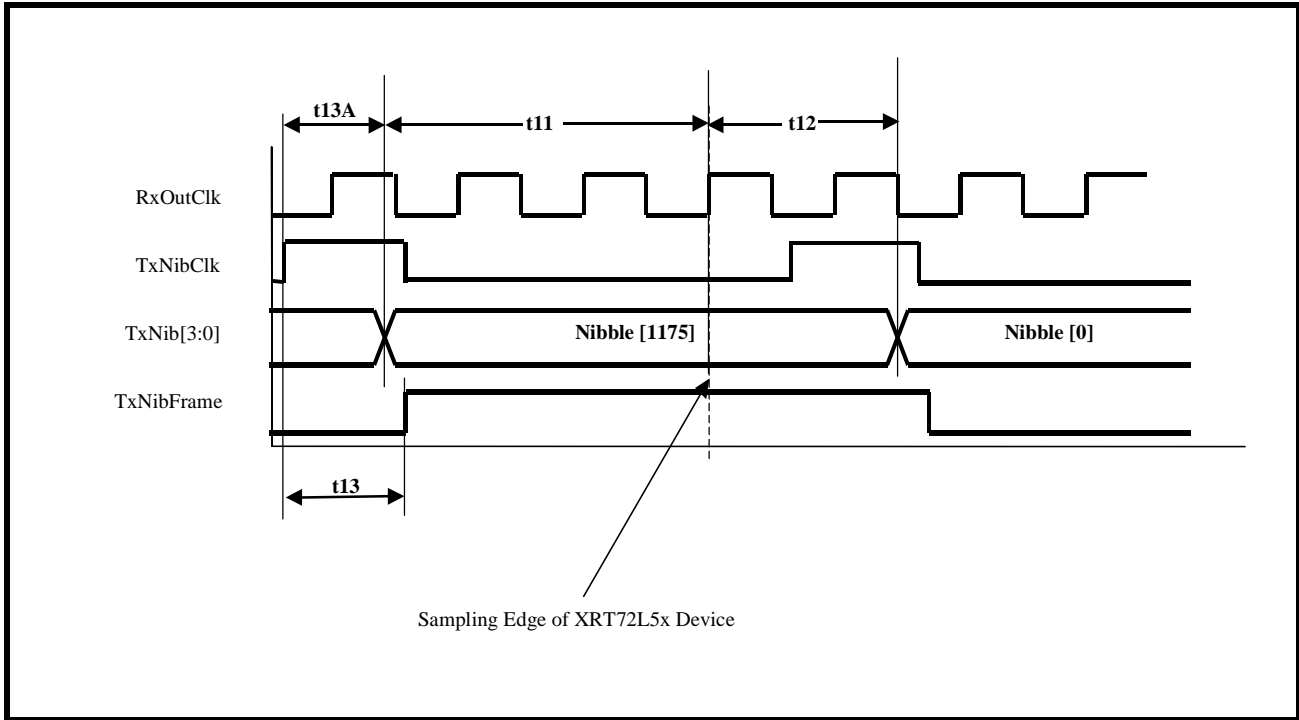 t13A
t11
t12
RxOutClk
TxNibClk
TxNib[3:0]
Nibble [1175]
Nibble [0]
TxNibFrame
t13
Sampling Edge of XRT72L5x Device